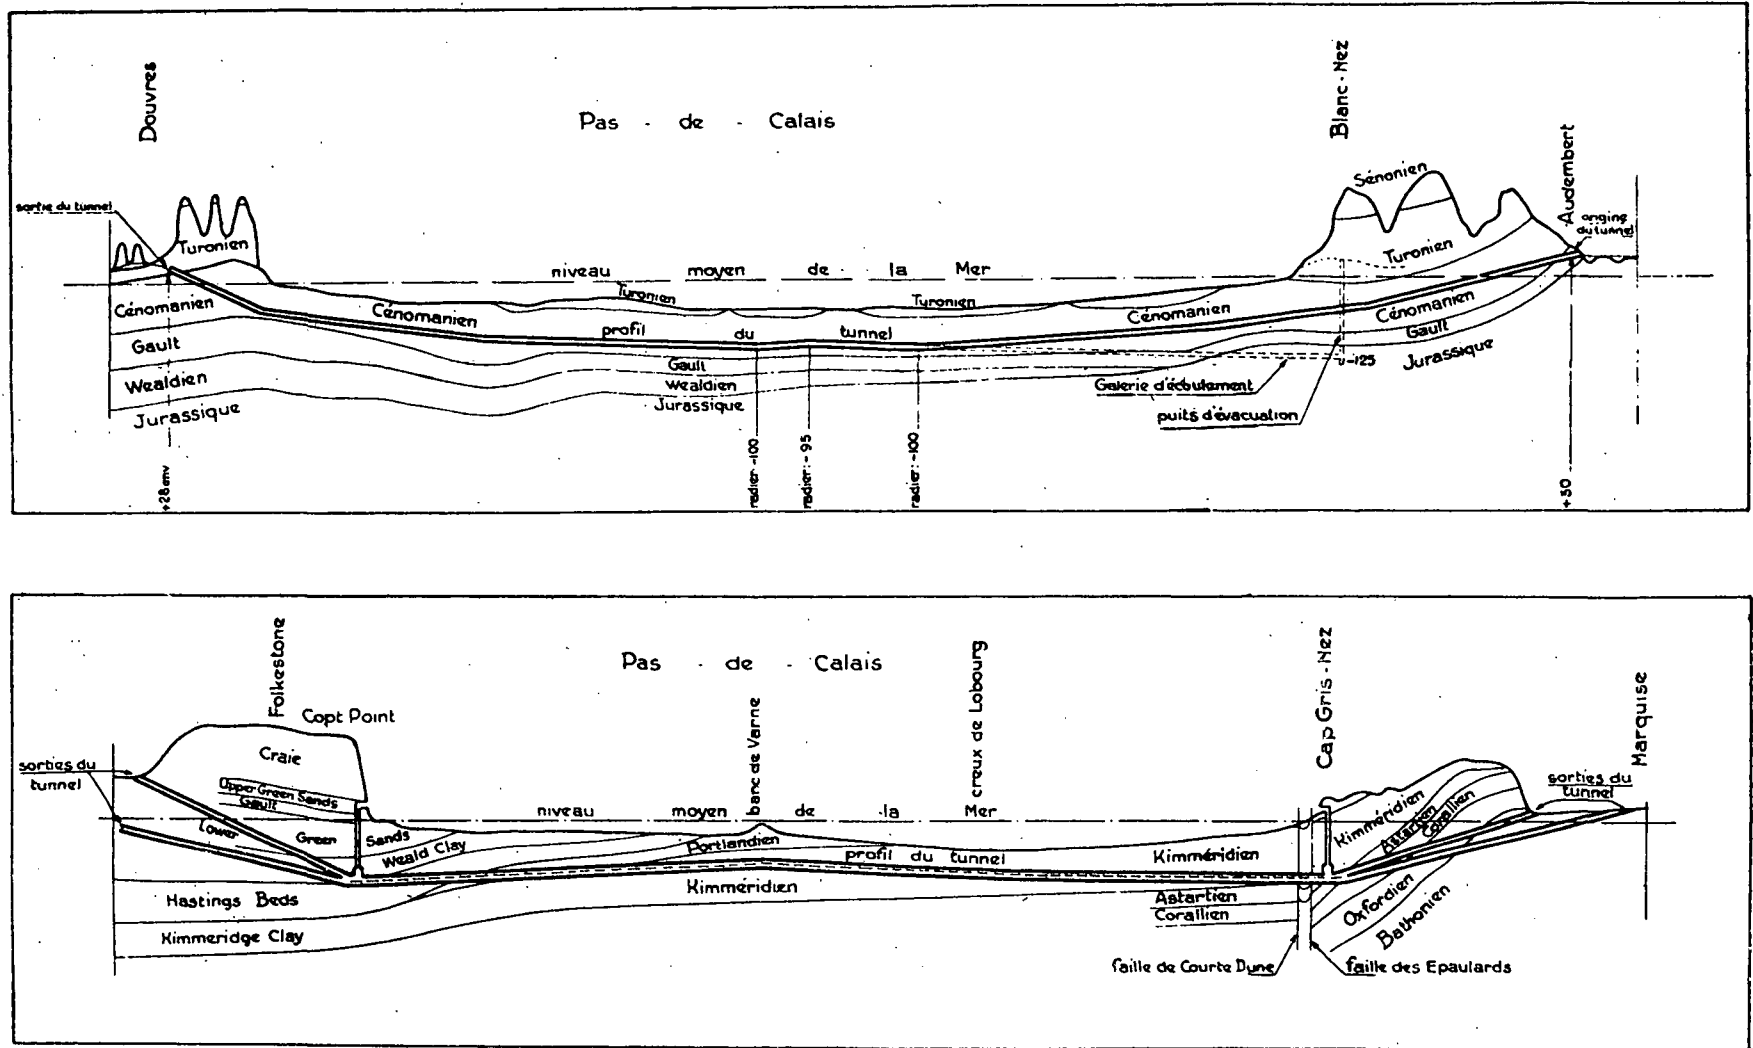 Douvres
Pas - de - Calais
Blanc-Nez
Audembert
sortie du tunnel
Turonien
Sénonien
origine
du tunnel
Turonien
niveau moyen de la Mer
Turonien
Turonien
Cénomanien
Cénomanien
Cénomanien
Cénomanien
profil du tunnel
Gault
Gault
Gault
-125
Jurassique
Wealdien
Wealdien
Jurassique
Jurassique
Galerie d'écoulement
puits d'évacuation
+28 env
radier:-100
radier:-95
radier:-100
+50
Folkestone
Copt Point
Pas - de - Calais
banc de Varne
creux de Lobourg
Cap Gris-Nez
Marquise
sorties du
tunnel
Craie
Upper Green Sands
Gault
Lower Green Sands
Weald Clay
niveau moyen de la Mer
Portlandien
profil du tunnel
Kimméridien
Kimméridien
Kimméridien
Astartien
Corallien
sorties du
tunnel
Hastings Beds
Kimmeridge Clay
Astartien
Corallien
Oxfordien
Bathonien
faille de Courte Dune
faille des Epaulards